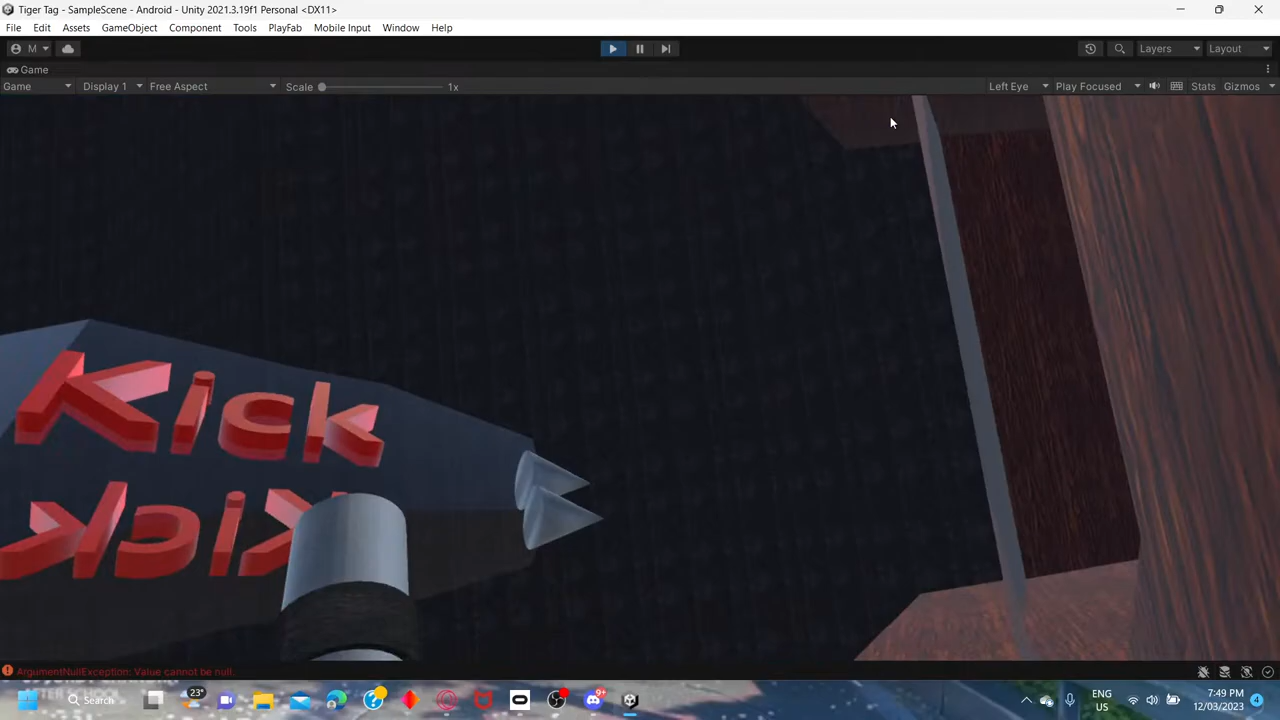 Tiger Tag - SampleScene - Android - Unity 2021.3.19f1 Personal <DX11>
File Edit Assets GameObject Component Tools PlayFab Mobile Input Window Help
M Layers Layout
Game
Game Display 1 Free Aspect Scale 1x Left Eye Play Focused Stats Gizmos
Kick
Kick
ArgumentNullException: Value cannot be null.
23° Search 9+ ENG US 7:49 PM 12/03/2023 4